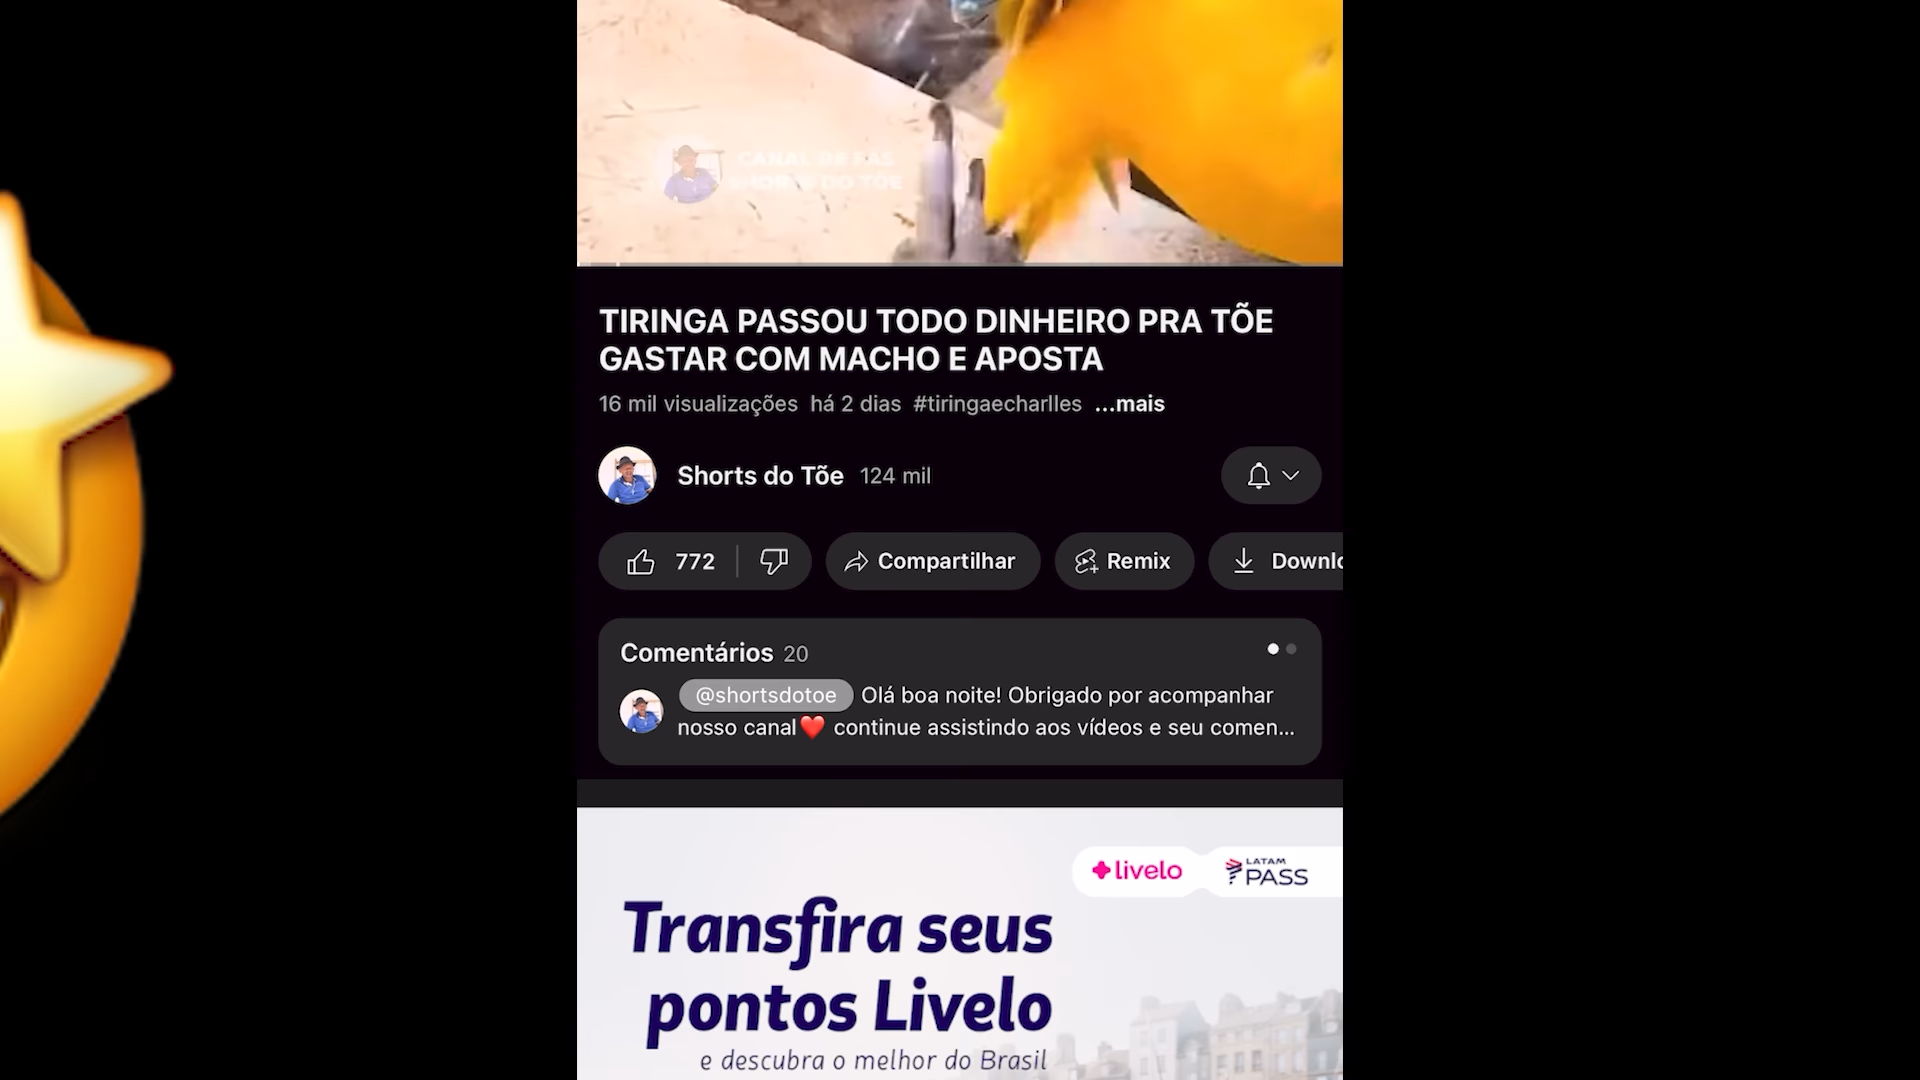 CANAL DE FÃS
SHORTS DO TÕE
TIRINGA PASSOU TODO DINHEIRO PRA TÕE
GASTAR COM MACHO E APOSTA
16 mil visualizações há 2 dias #tiringaecharlles ...mais
Shorts do Tõe 124 mil
772 Compartilhar Remix Downlo
Comentários 20
@shortsdotoe Olá boa noite! Obrigado por acompanhar
nosso canal❤️ continue assistindo aos vídeos e seu comen...
livelo LATAM
PASS
Transfira seus
pontos Livelo
e descubra o melhor do Brasil